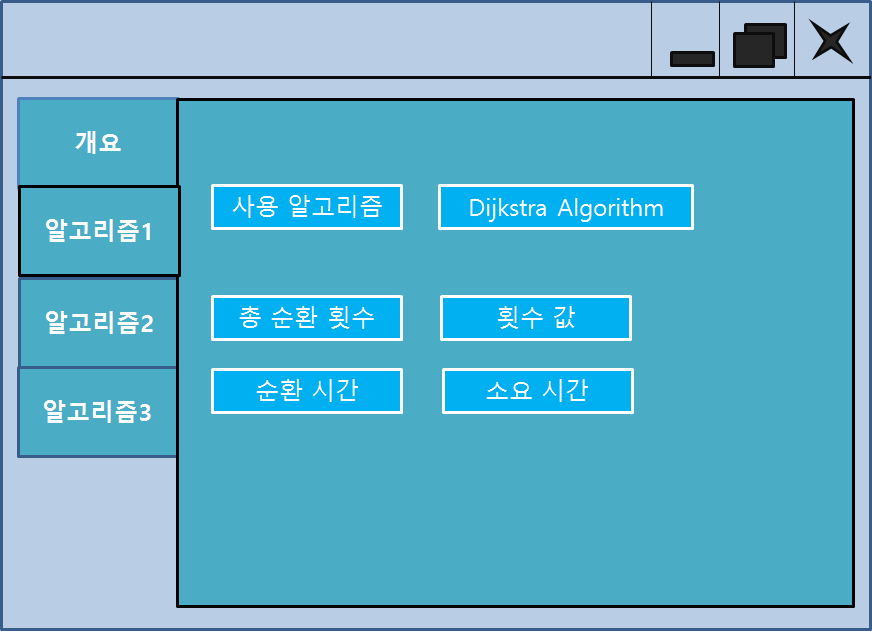 개요
알고리즘1
알고리즘2
알고리즘3
사용 알고리즘
Dijkstra Algorithm
총 순환 횟수
횟수 값
순환 시간
소요 시간